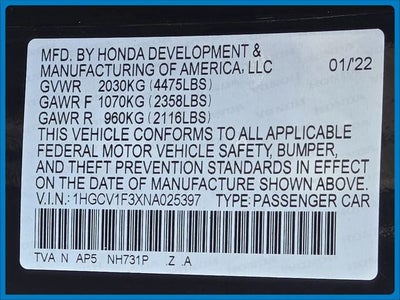 MFD. BY HONDA DEVELOPMENT &
MANUFACTURING OF AMERICA, LLC 01/22
GVWR 2030KG (4475LBS)
GAWR F 1070KG (2358LBS)
GAWR R 960KG (2116LBS)
THIS VEHICLE CONFORMS TO ALL APPLICABLE
FEDERAL MOTOR VEHICLE SAFETY, BUMPER,
AND THEFT PREVENTION STANDARDS IN EFFECT
ON THE DATE OF MANUFACTURE SHOWN ABOVE.
V.I.N.: 1HGCV1F3XNA025397 TYPE: PASSENGER CAR
TVA N AP5 NH731P .Z .A